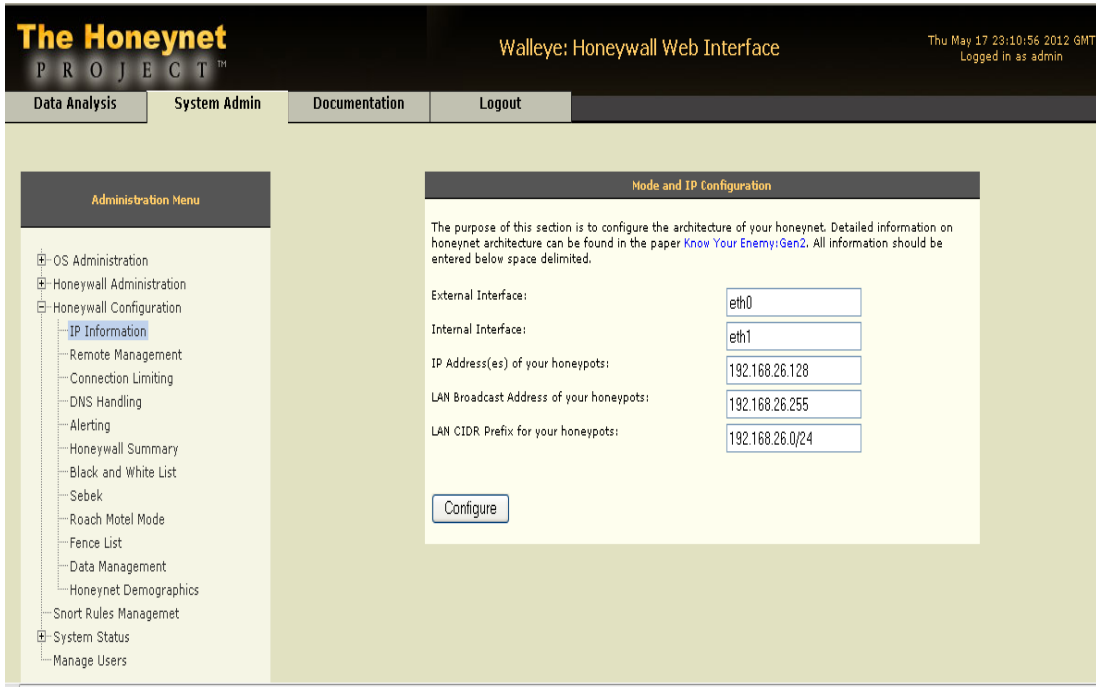 The Honeynet
PROJECT™
Walleye: Honeywall Web Interface
Thu May 17 23:10:56 2012 GMT
Logged in as admin
Data Analysis
System Admin
Documentation
Logout
Administration Menu
OS Administration
Honeywall Administration
Honeywall Configuration
IP Information
Remote Management
Connection Limiting
DNS Handling
Alerting
Honeywall Summary
Black and White List
Sebek
Roach Motel Mode
Fence List
Data Management
Honeynet Demographics
Snort Rules Managemet
System Status
Manage Users
Mode and IP Configuration
The purpose of this section is to configure the architecture of your honeynet. Detailed information on
honeynet architecture can be found in the paper Know Your Enemy:Gen2. All information should be
entered below space delimited.
External Interface: eth0
Internal Interface: eth1
IP Address(es) of your honeypots: 192.168.26.128
LAN Broadcast Address of your honeypots: 192.168.26.255
LAN CIDR Prefix for your honeypots: 192.168.26.0/24
Configure